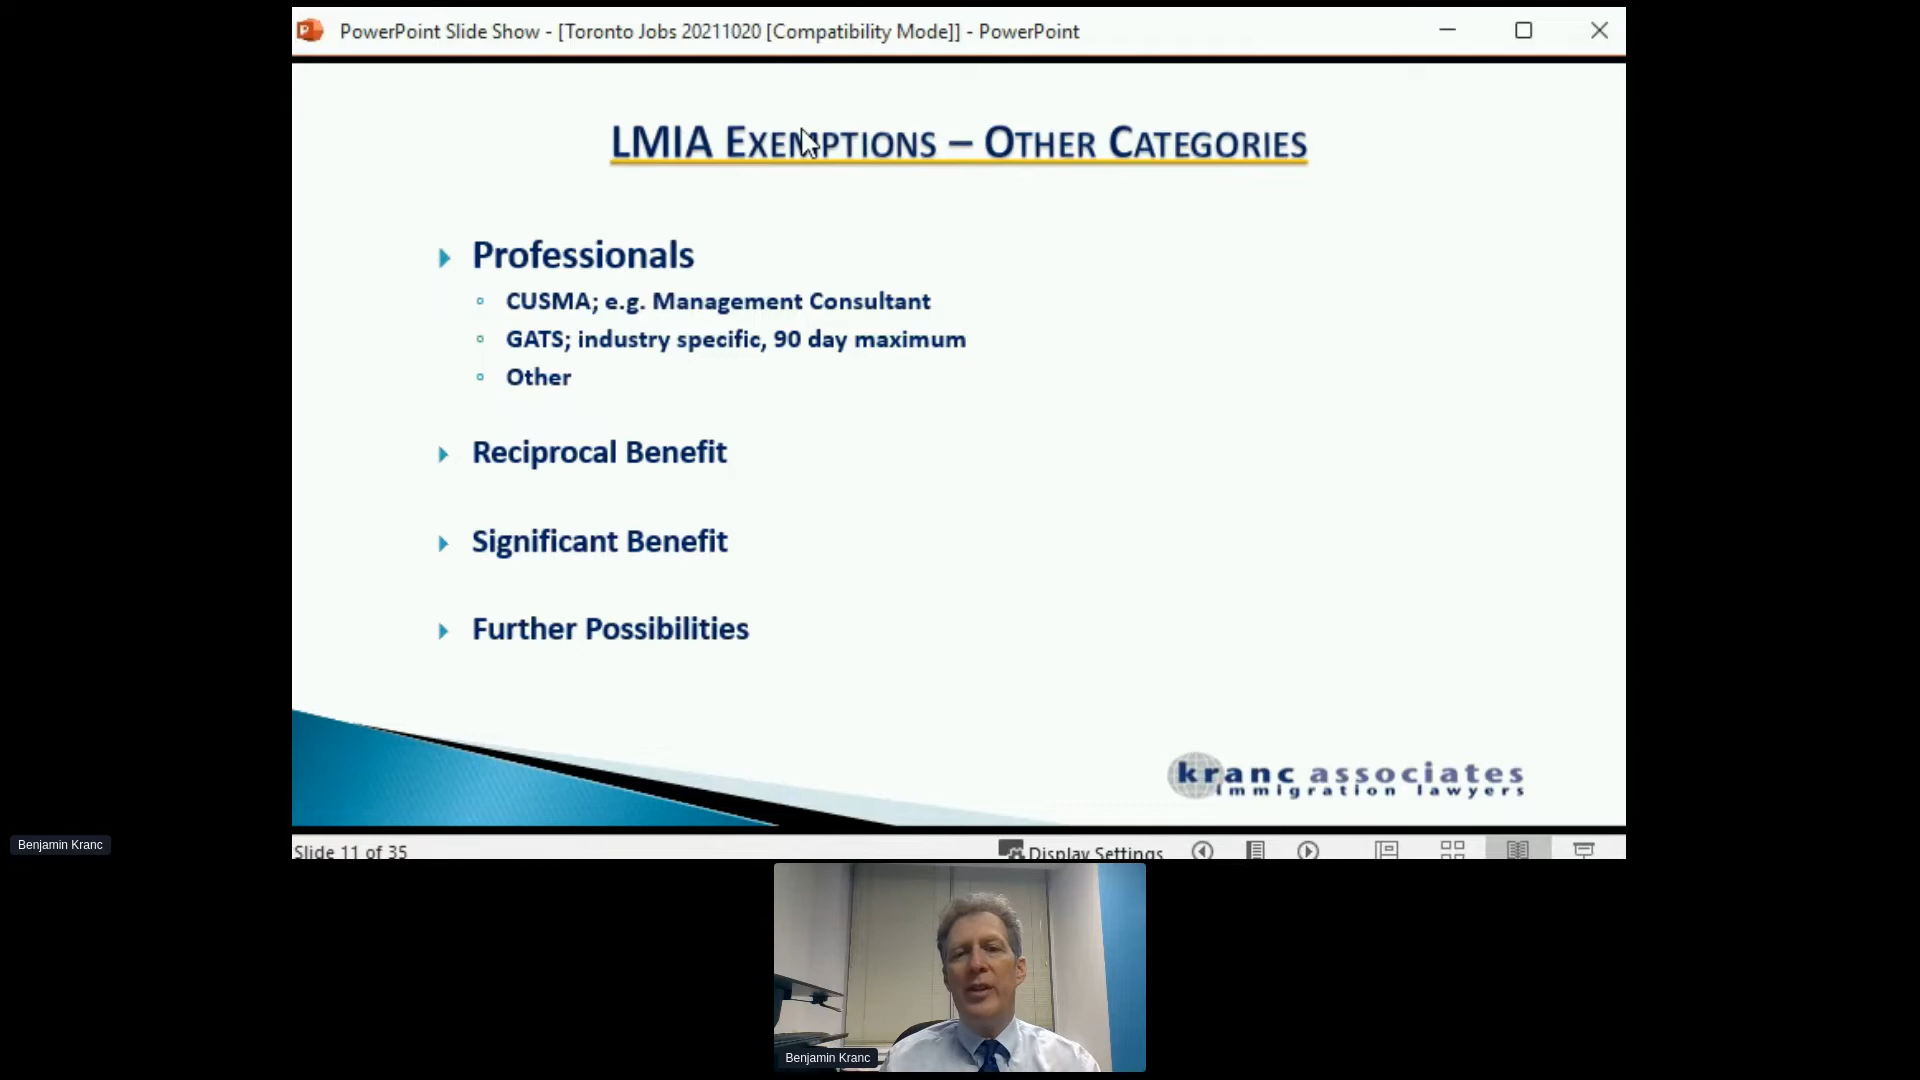 PowerPoint Slide Show - [Toronto Jobs 20211020 [Compatibility Mode]] - PowerPoint
LMIA EXEMPTIONS – OTHER CATEGORIES
Professionals
CUSMA; e.g. Management Consultant
GATS; industry specific, 90 day maximum
Other
Reciprocal Benefit
Significant Benefit
Further Possibilities
kranc associates
immigration lawyers
Benjamin Kranc
Slide 11 of 35
Display Settings
Benjamin Kranc